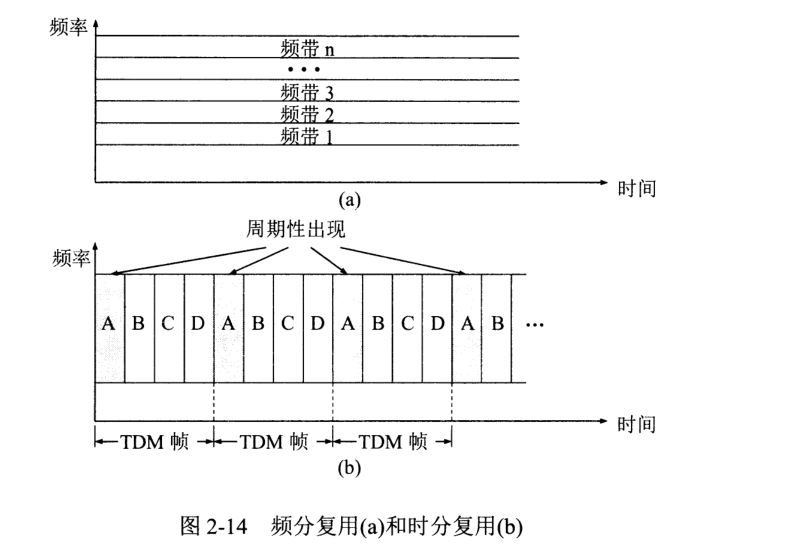 频率
频带 n
•••
频带 3
频带 2
频带 1
时间
(a)
周期性出现
频率
A B C D A B C D A B C D A B ···
时间
TDM 帧 TDM 帧 TDM 帧
(b)
图 2-14 频分复用(a)和时分复用(b)